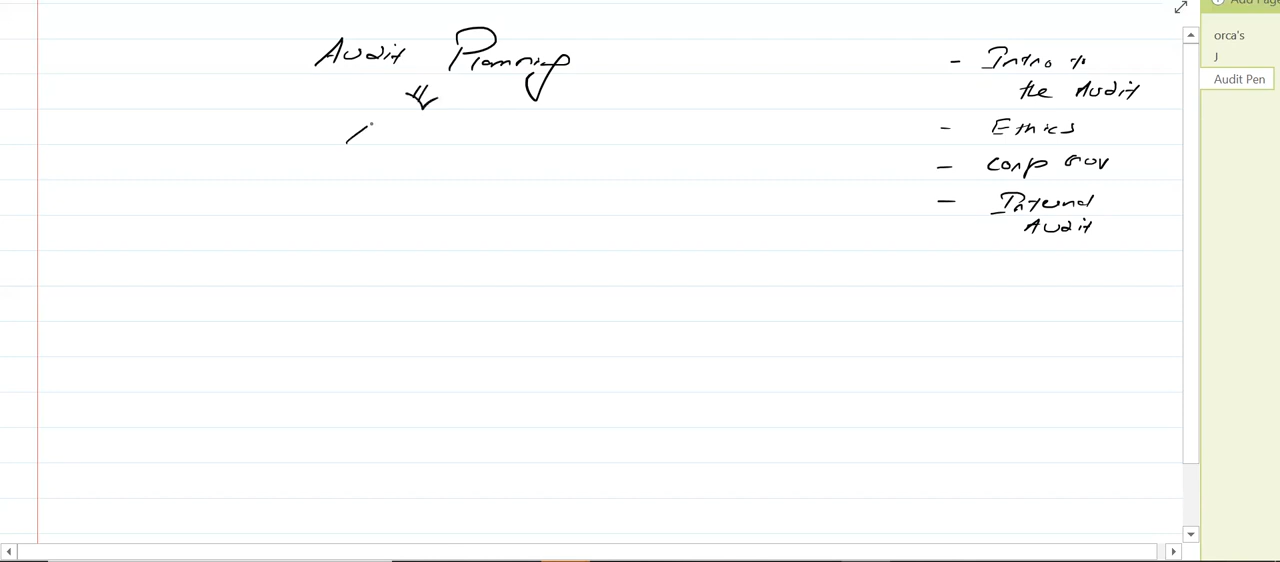 Audit Planning
- Intro to
the Audit
- Ethics
- Corp Gov
- Internal
Audit
orca's
J
Audit Pen